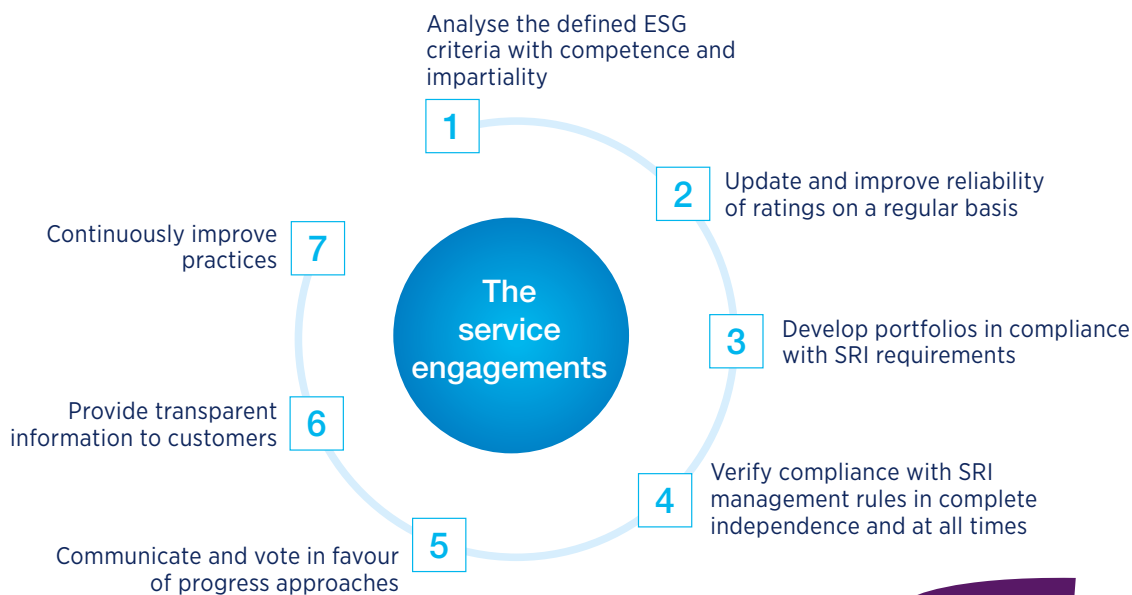 Analyse the defined ESG
criteria with competence and
impartiality
1
2
Update and improve reliability
of ratings on a regular basis
3
Develop portfolios in compliance
with SRI requirements
4
Verify compliance with SRI
management rules in complete
independence and at all times
5
Communicate and vote in favour
of progress approaches
6
Provide transparent
information to customers
7
Continuously improve
practices
The
service
engagements